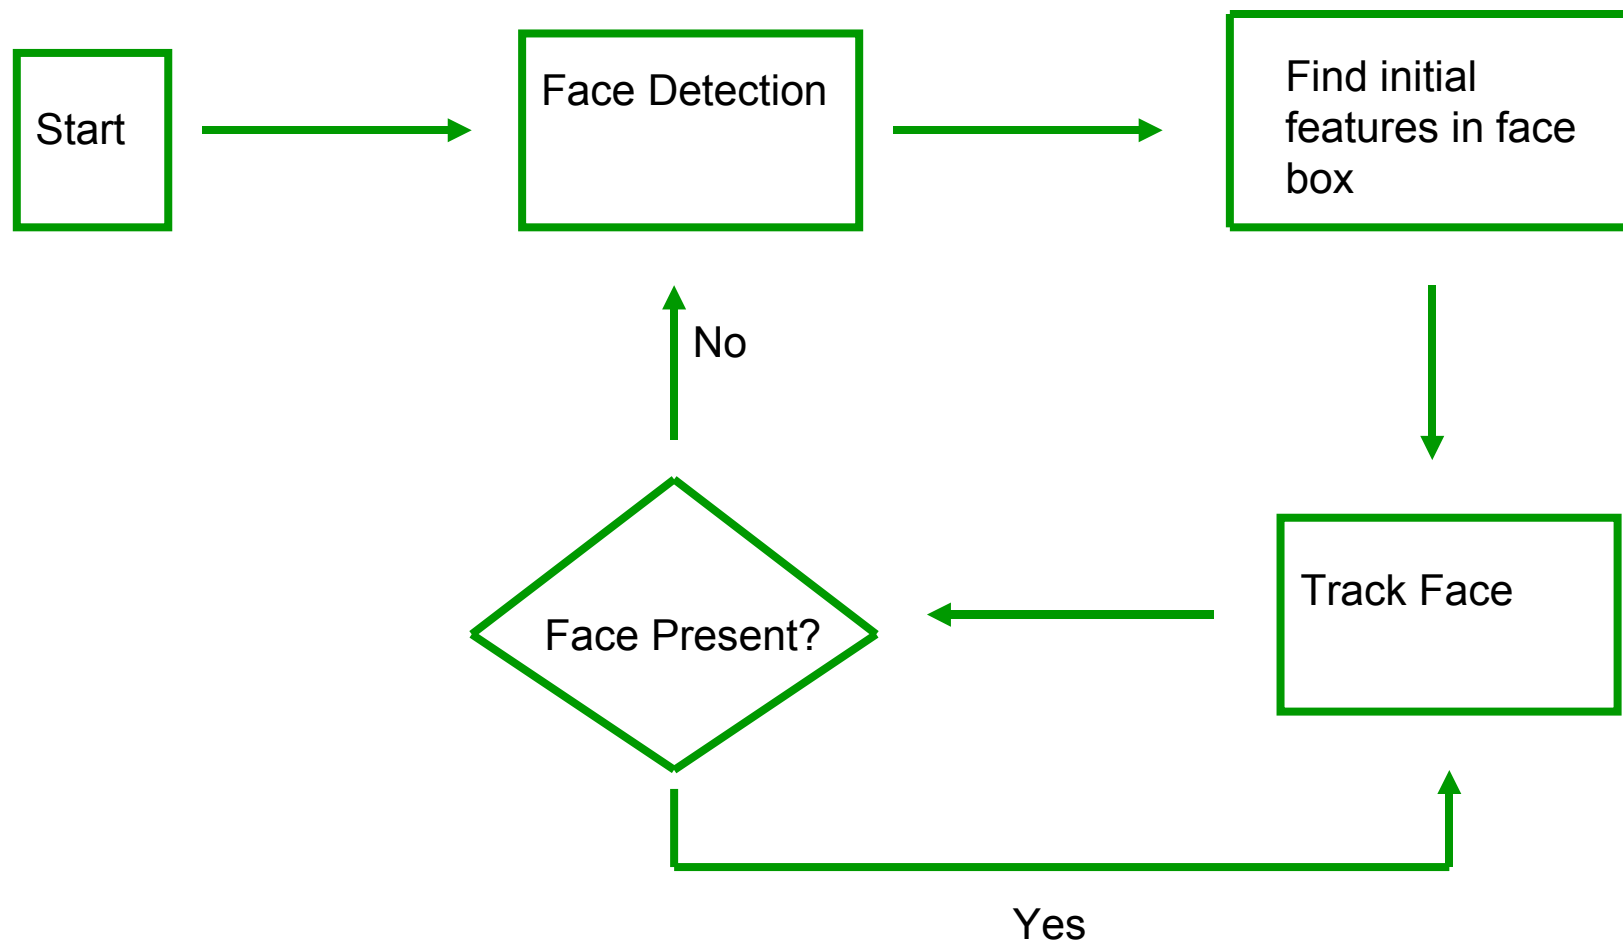 Start
Face Detection
Find initial
features in face
box
No
Face Present?
Track Face
Yes